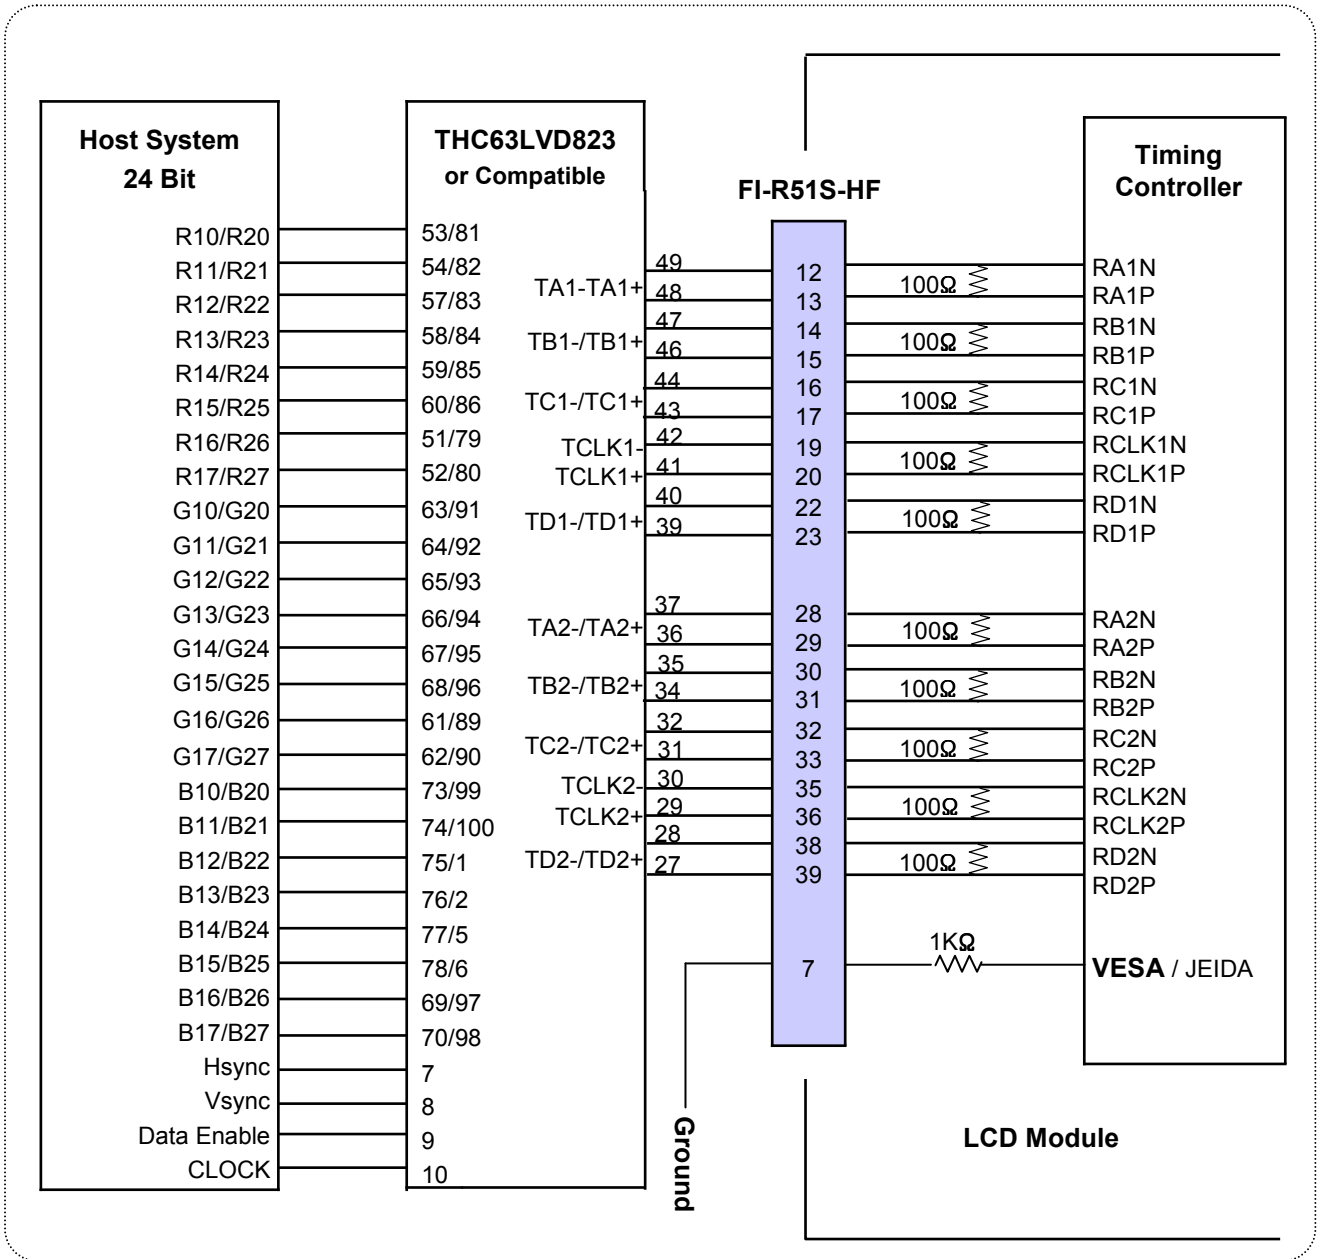 Host System
24 Bit
R10/R20
R11/R21
R12/R22
R13/R23
R14/R24
R15/R25
R16/R26
R17/R27
G10/G20
G11/G21
G12/G22
G13/G23
G14/G24
G15/G25
G16/G26
G17/G27
B10/B20
B11/B21
B12/B22
B13/B23
B14/B24
B15/B25
B16/B26
B17/B27
Hsync
Vsync
Data Enable
CLOCK
THC63LVD823
or Compatible
53/81
54/82
57/83
58/84
59/85
60/86
51/79
52/80
63/91
64/92
65/93
66/94
67/95
68/96
61/89
62/90
73/99
74/100
75/1
76/2
77/5
78/6
69/97
70/98
7
8
9
10
TA1-TA1+
TB1-/TB1+
TC1-/TC1+
TCLK1-
TCLK1+
TD1-/TD1+
TA2-/TA2+
TB2-/TB2+
TC2-/TC2+
TCLK2-
TCLK2+
TD2-/TD2+
49
48
47
46
44
43
42
41
40
39
37
36
35
34
32
31
30
29
28
27
Ground
FI-R51S-HF
12
13
14
15
16
17
19
20
22
23
28
29
30
31
32
33
35
36
38
39
7
100Ω
100Ω
100Ω
100Ω
100Ω
100Ω
100Ω
100Ω
100Ω
100Ω
1KΩ
Timing
Controller
RA1N
RA1P
RB1N
RB1P
RC1N
RC1P
RCLK1N
RCLK1P
RD1N
RD1P
RA2N
RA2P
RB2N
RB2P
RC2N
RC2P
RCLK2N
RCLK2P
RD2N
RD2P
VESA / JEIDA
LCD Module